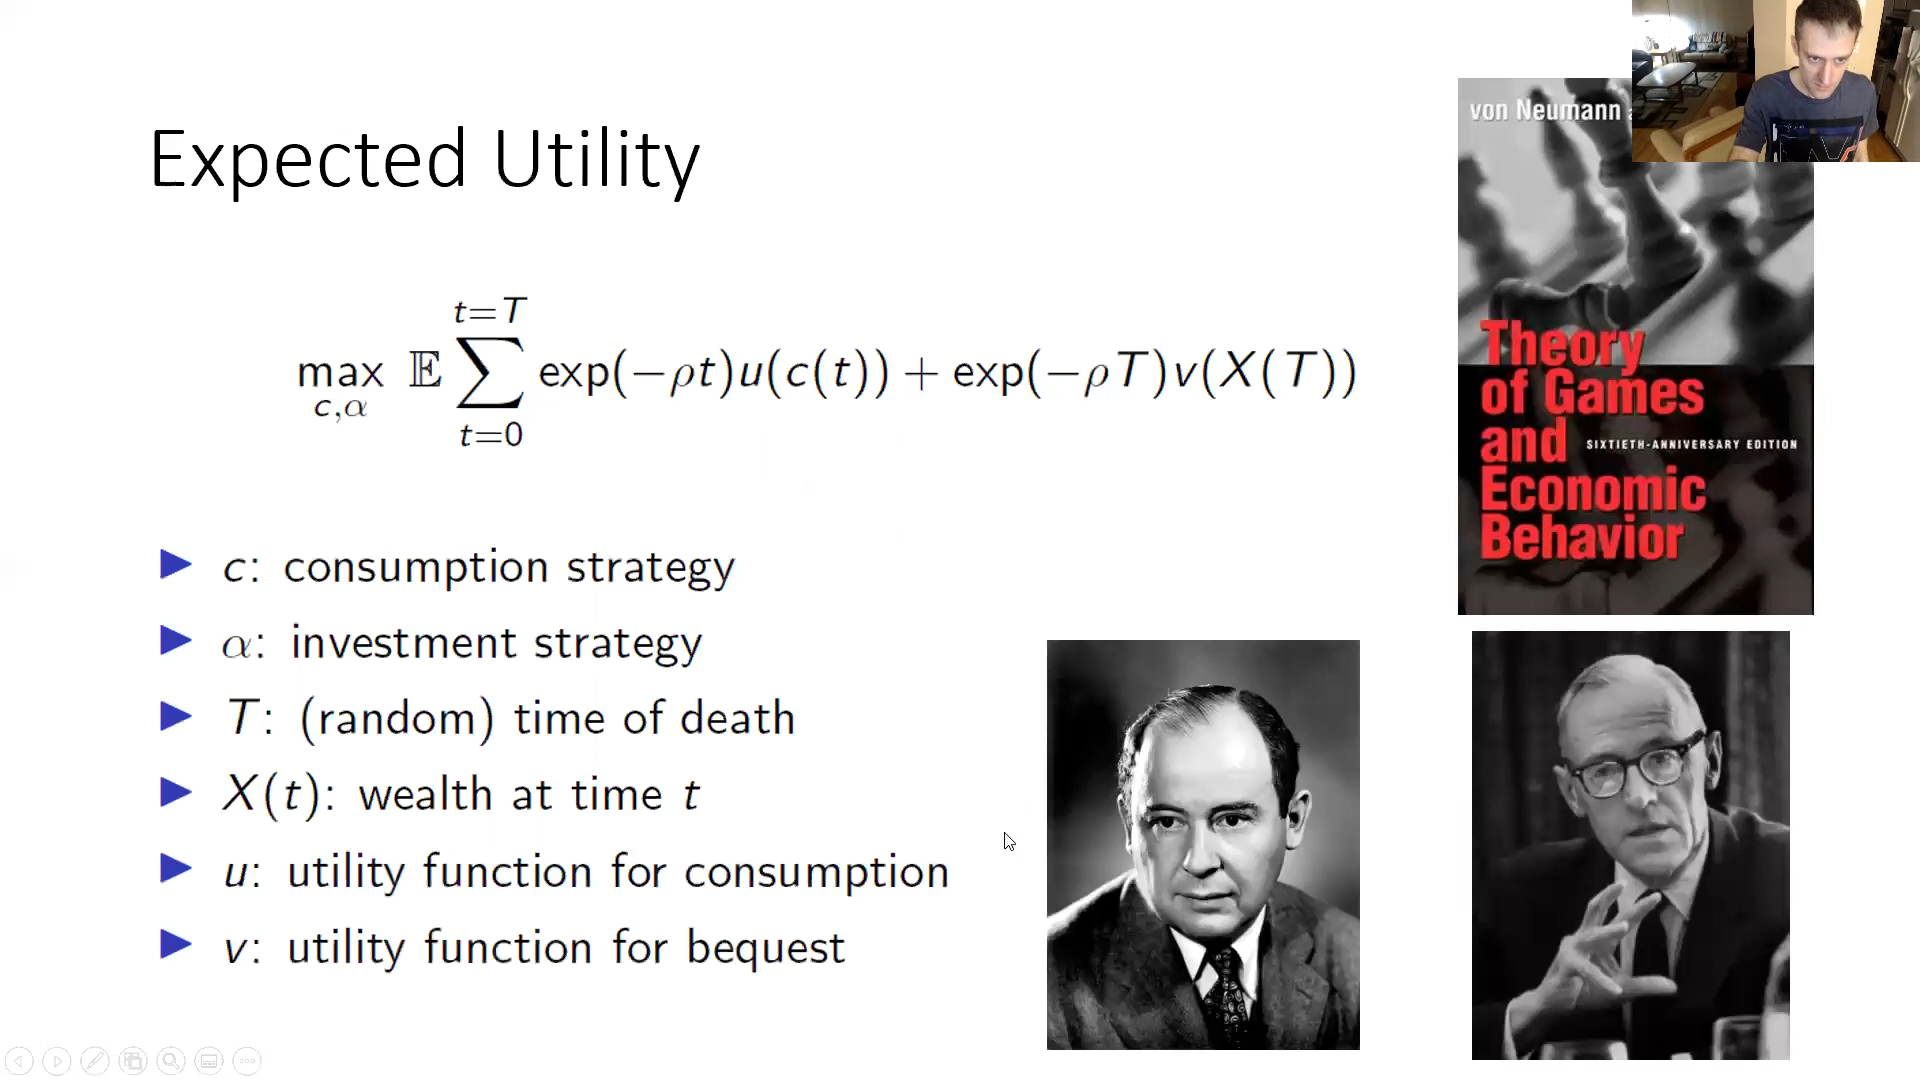 Expected Utility
t=T
max E ∑ exp(−ρt)u(c(t)) + exp(−ρT)v(X(T))
c,α
t=0
▶ c: consumption strategy
▶ α: investment strategy
▶ T: (random) time of death
▶ X(t): wealth at time t
▶ u: utility function for consumption
▶ v: utility function for bequest
von Neumann
Theory
of Games
and
SIXTIETH-ANNIVERSARY EDITION
Economic
Behavior